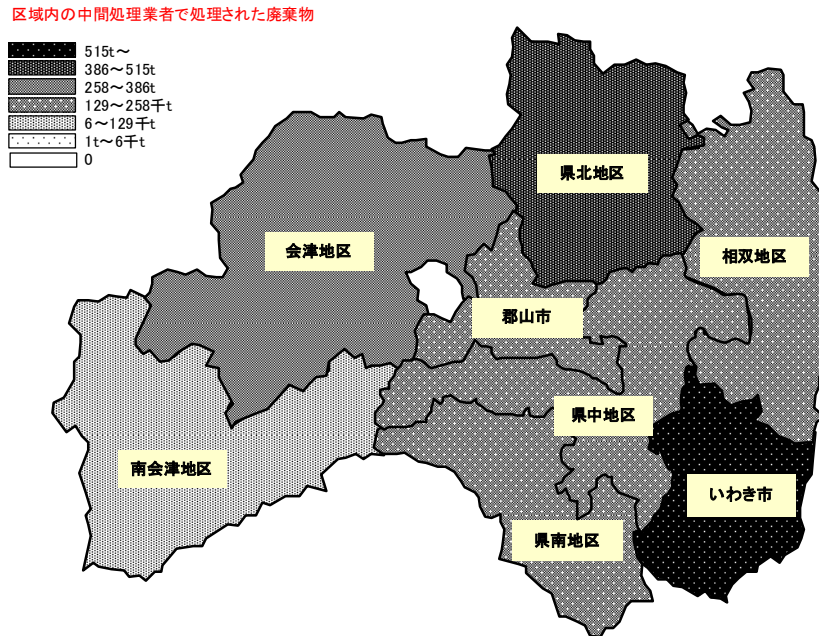 区域内の中間処理業者で処理された廃棄物
515t～
386～515t
258～386t
129～258千t
6～129千t
1t～6千t
0
県北地区
会津地区
相双地区
郡山市
県中地区
南会津地区
いわき市
県南地区